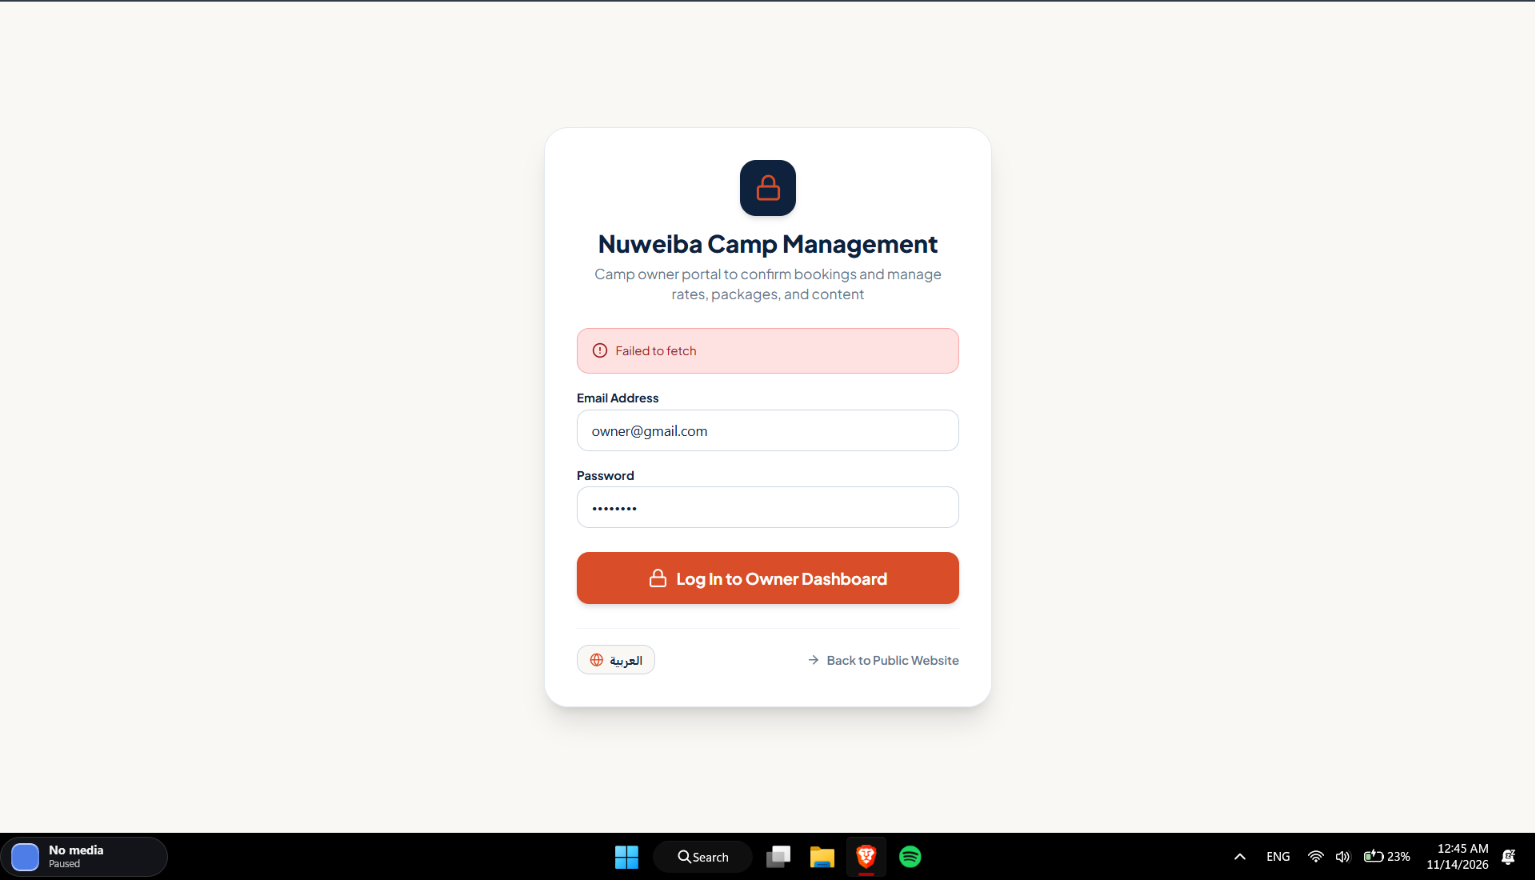 Nuweiba Camp Management
Camp owner portal to confirm bookings and manage
rates, packages, and content
Failed to fetch
Email Address
owner@gmail.com
Password
••••••••
Log In to Owner Dashboard
العربية
Back to Public Website
No media
Paused
Search
ENG
23%
12:45 AM
11/14/2026